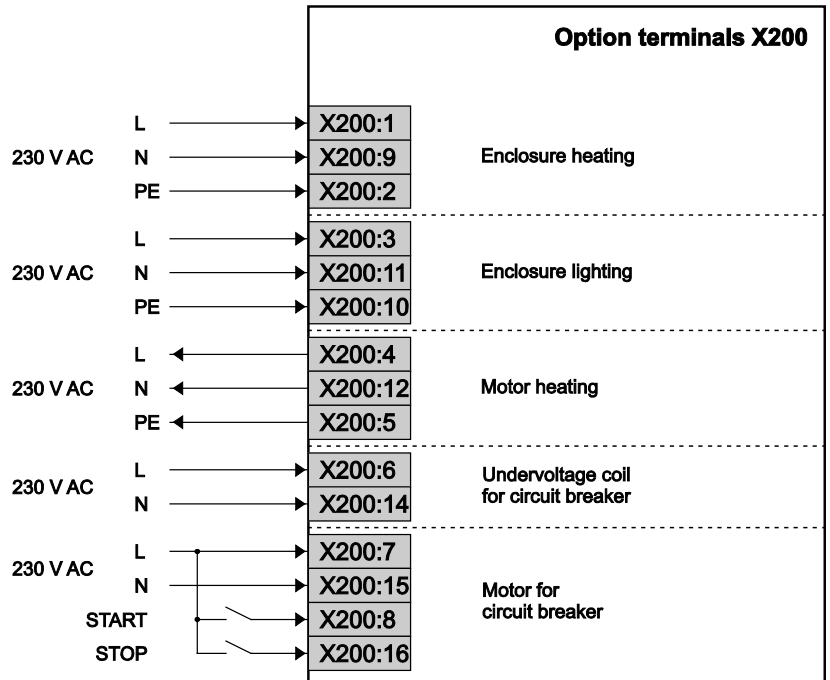 Option terminals X200
L X200:1
230 V AC N X200:9 Enclosure heating
PE X200:2
L X200:3
230 V AC N X200:11 Enclosure lighting
PE X200:10
L X200:4
230 V AC N X200:12 Motor heating
PE X200:5
L X200:6
230 V AC
Undervoltage coil
for circuit breaker
N X200:14
L X200:7
230 V AC
N X200:15
Motor for
circuit breaker
START X200:8
STOP X200:16